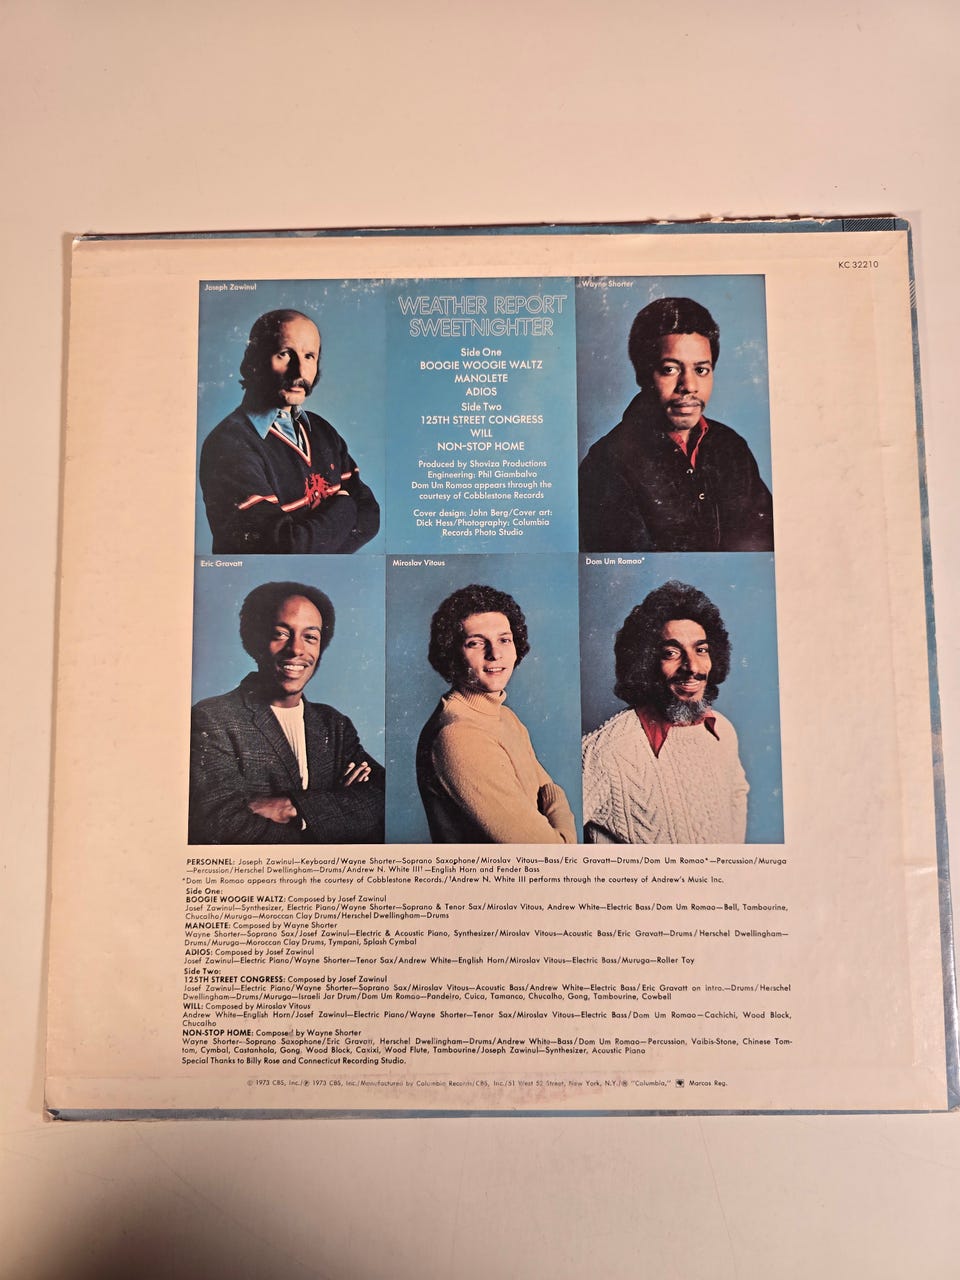 KC 32210
Joseph Zawinul
WEATHER REPORT
SWEETNIGHTER
Side One
BOOGIE WOOGIE WALTZ
MANOLETE
ADIOS
Side Two
125TH STREET CONGRESS
WILL
NON-STOP HOME
Produced by Shoviza Productions
Engineering: Phil Giambalvo
Dom Um Romao appears through the
courtesy of Cobblestone Records
Cover design: John Berg/Cover art:
Dick Hess/Photography: Columbia
Records Photo Studio
Wayne Shorter
Eric Gravatt
Miroslav Vitous
Dom Um Romao*
PERSONNEL: Joseph Zawinul—Keyboard/Wayne Shorter—Soprano Saxophone/Miroslav Vitous—Bass/Eric Gravatt—Drums/Dom Um Romao*—Percussion/Muruga
—Percussion/Herschel Dwellingham—Drums/Andrew N. White III†—English Horn and Fender Bass
*Dom Um Romao appears through the courtesy of Cobblestone Records./†Andrew N. White III performs through the courtesy of Andrew's Music Inc.
Side One:
BOOGIE WOOGIE WALTZ: Composed by Josef Zawinul
Josef Zawinul—Synthesizer, Electric Piano/Wayne Shorter—Soprano & Tenor Sax/Miroslav Vitous, Andrew White—Electric Bass/Dom Um Romao—Bell, Tambourine,
Chucalho/Muruga—Moroccan Clay Drums/Herschel Dwellingham—Drums
MANOLETE: Composed by Wayne Shorter
Wayne Shorter—Soprano Sax/Josef Zawinul—Electric & Acoustic Piano, Synthesizer/Miroslav Vitous—Acoustic Bass/Eric Gravatt—Drums/Herschel Dwellingham—
Drums/Muruga—Moroccan Clay Drums, Tympani, Splash Cymbal
ADIOS: Composed by Josef Zawinul
Josef Zawinul—Electric Piano/Wayne Shorter—Tenor Sax/Andrew White—English Horn/Miroslav Vitous—Electric Bass/Muruga—Roller Toy
Side Two:
125TH STREET CONGRESS: Composed by Josef Zawinul
Josef Zawinul—Electric Piano/Wayne Shorter—Soprano Sax/Miroslav Vitous—Acoustic Bass/Andrew White—Electric Bass/Eric Gravatt on intro.—Drums/Herschel
Dwellingham—Drums/Muruga—Israeli Jar Drum/Dom Um Romao—Pandeiro, Cuica, Tamanco, Chucalho, Gong, Tambourine, Cowbell
WILL: Composed by Miroslav Vitous
Andrew White—English Horn/Josef Zawinul—Electric Piano/Wayne Shorter—Tenor Sax/Miroslav Vitous—Electric Bass/Dom Um Romao—Cachichi, Wood Block,
Chucalho
NON-STOP HOME: Composed by Wayne Shorter
Wayne Shorter—Soprano Saxophone/Eric Gravatt, Herschel Dwellingham—Drums/Andrew White—Bass/Dom Um Romao—Percussion, Vaibis-Stone, Chinese Tom-
tom, Cymbal, Castanhola, Gong, Wood Block, Caxixi, Wood Flute, Tambourine/Joseph Zawinul—Synthesizer, Acoustic Piano
Special Thanks to Billy Rose and Connecticut Recording Studio.
© 1973 CBS, Inc./℗ 1973 CBS, Inc./Manufactured by Columbia Records/CBS, Inc./51 West 52 Street, New York, N.Y./® "Columbia," Marcas Reg.